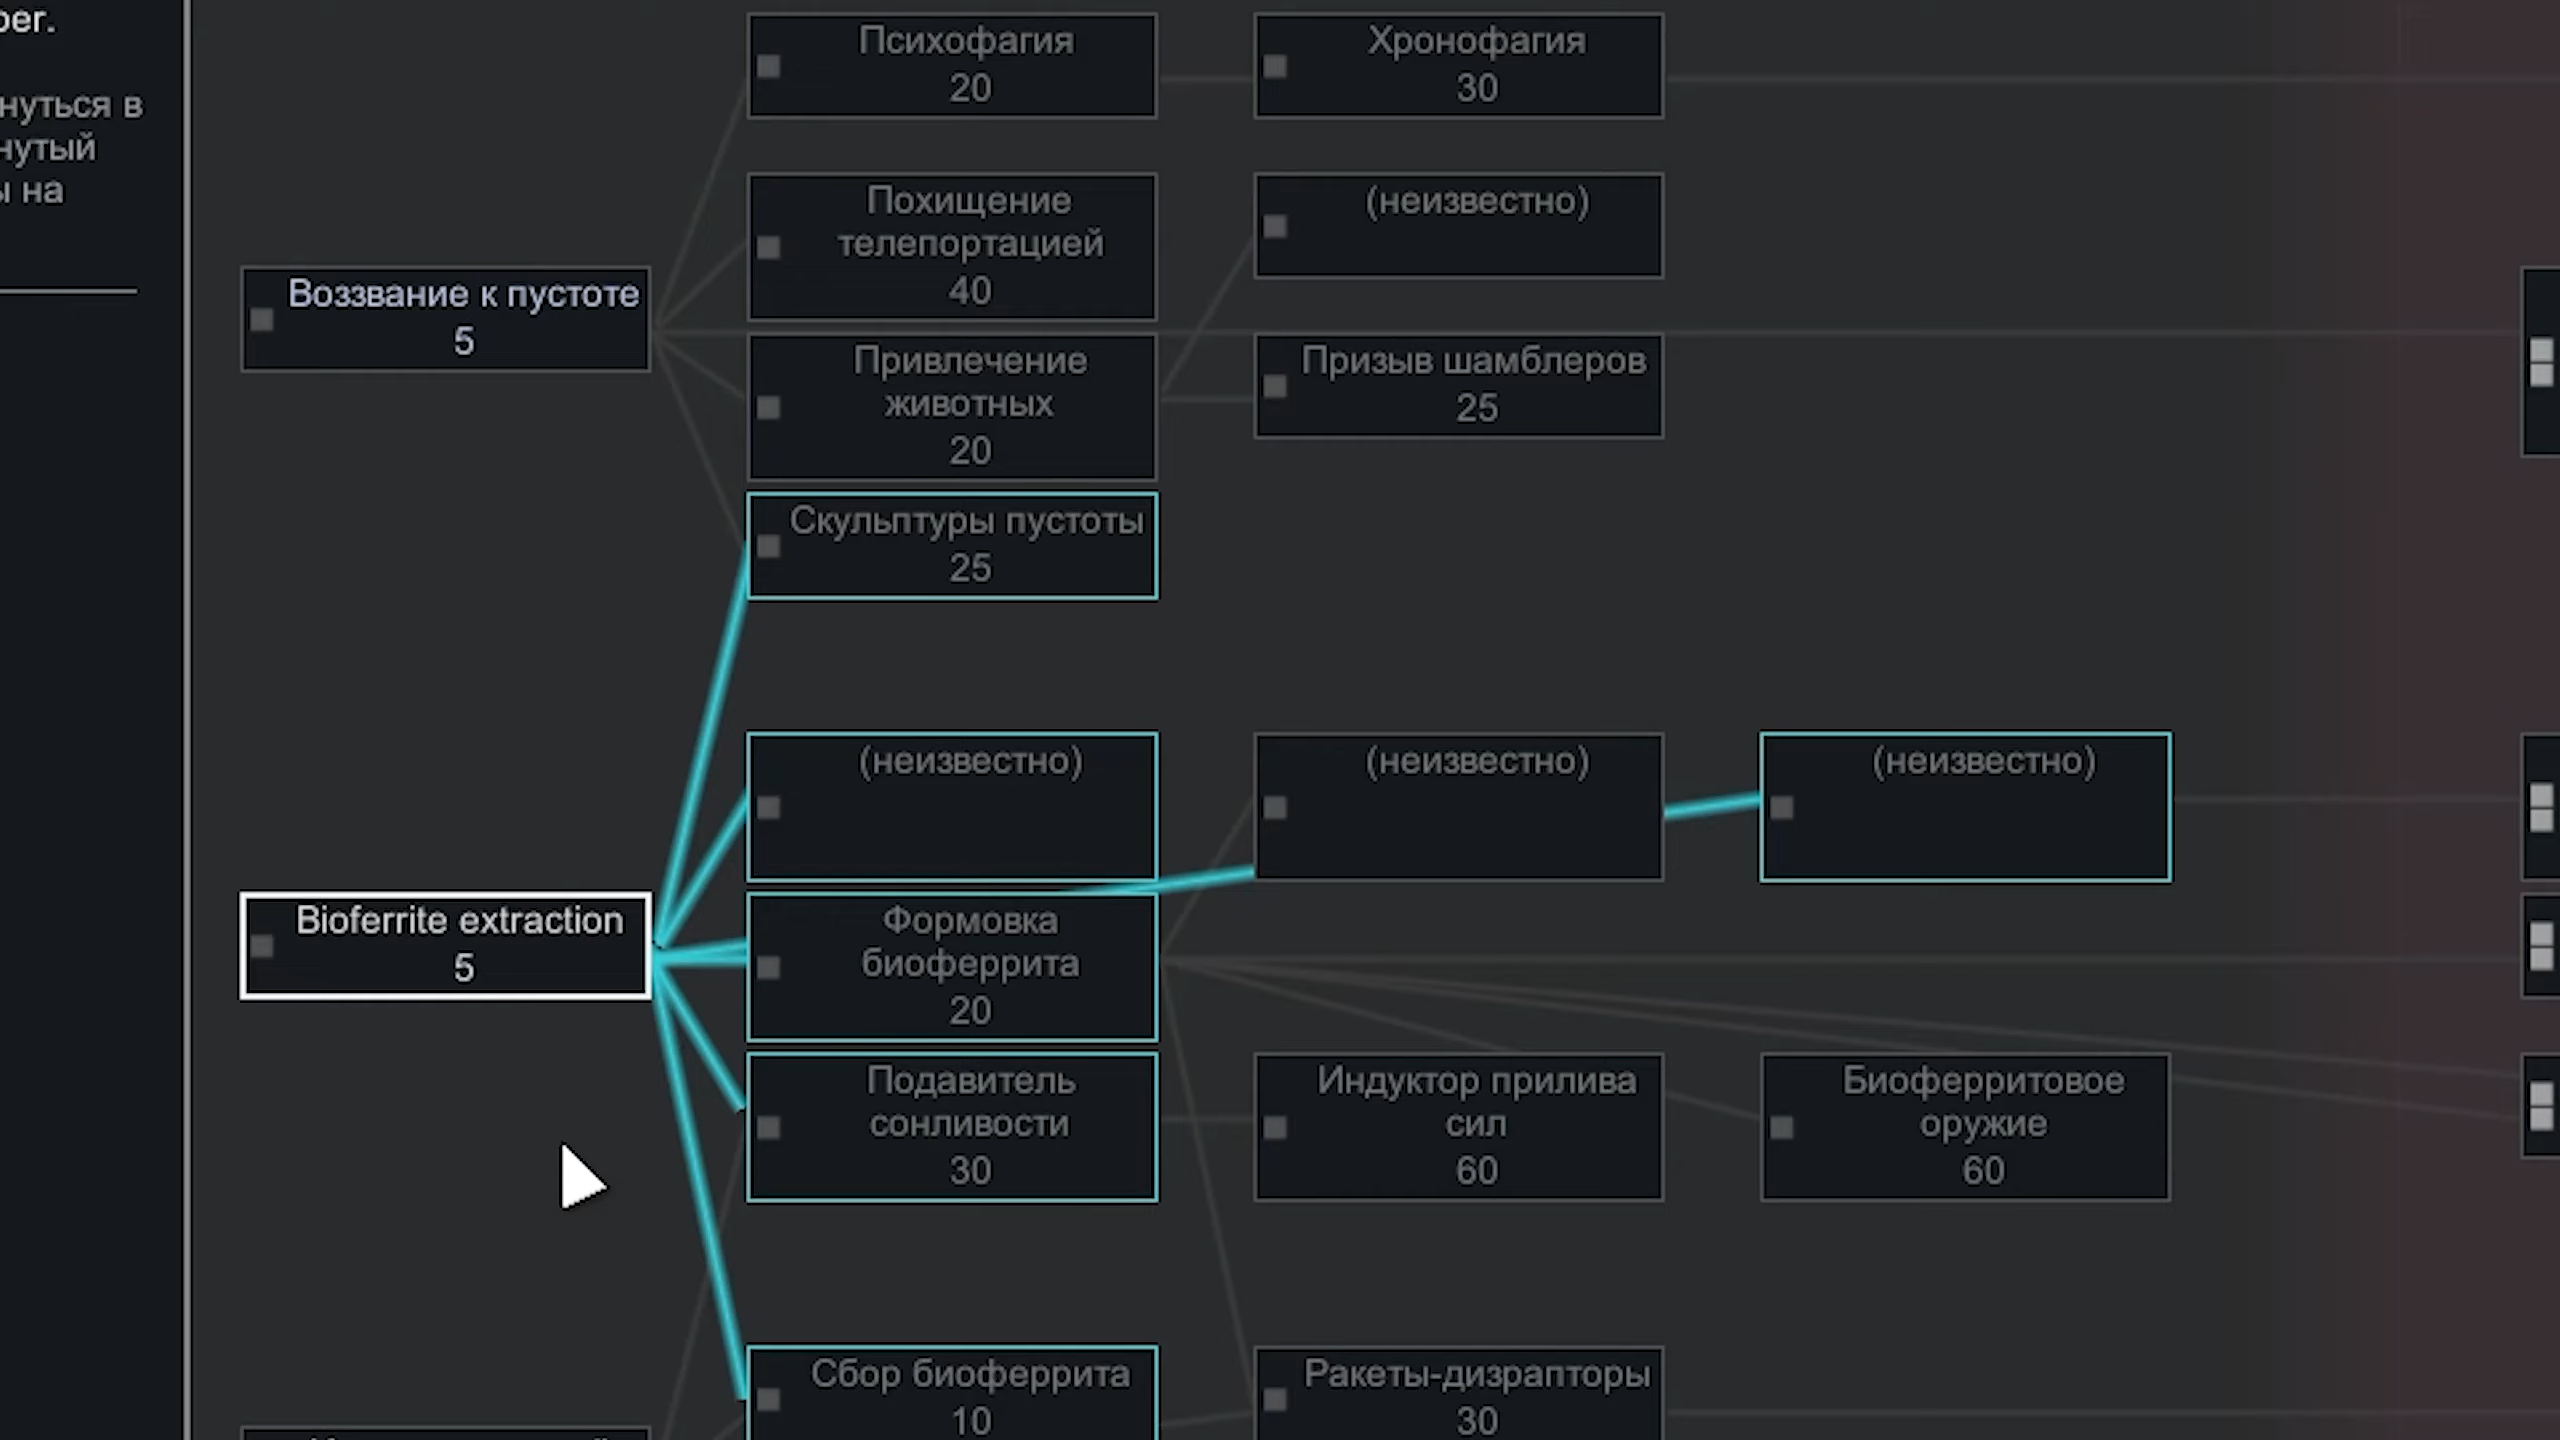 per.
нуться в
нутый
ы на
Психофагия
20
Хронофагия
30
Похищение
телепортацией
40
(неизвестно)
Воззвание к пустоте
5
Привлечение
животных
20
Призыв шамблеров
25
Скульптуры пустоты
25
(неизвестно)
(неизвестно)
(неизвестно)
Bioferrite extraction
5
Формовка
биоферрита
20
Подавитель
сонливости
30
Индуктор прилива
сил
60
Биоферритовое
оружие
60
Сбор биоферрита
10
Ракеты-дизрапторы
30